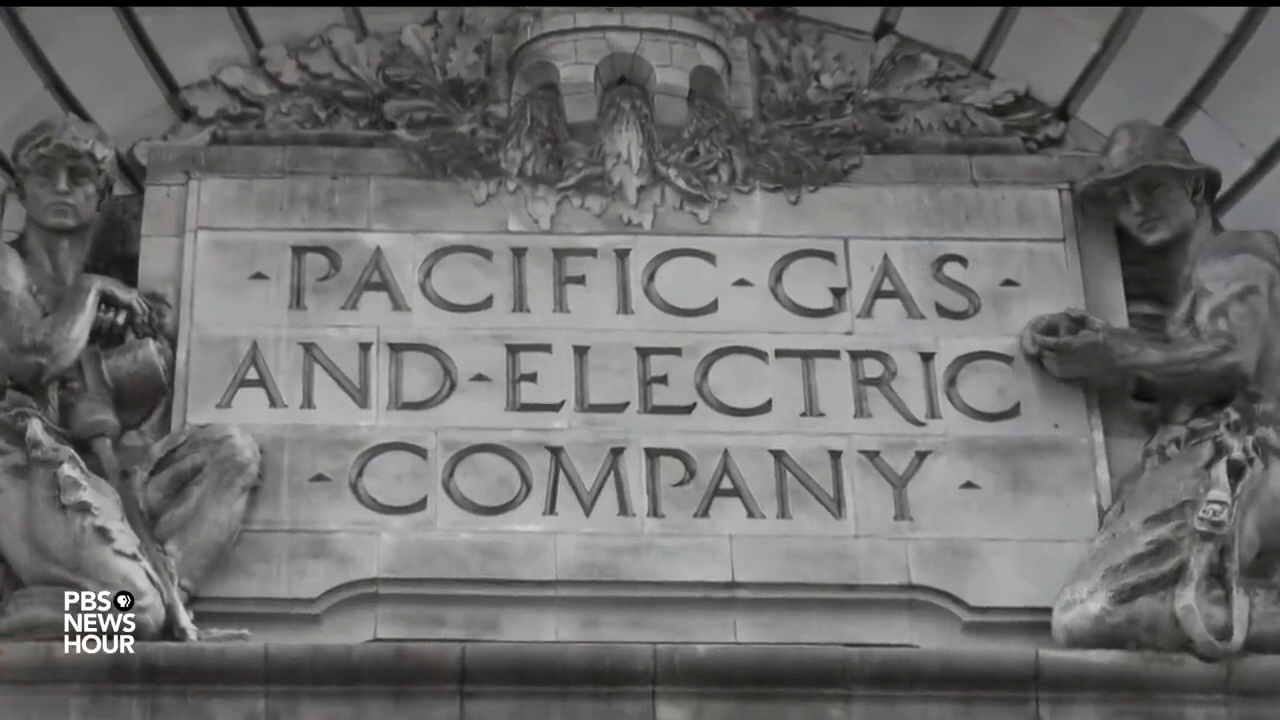 PACIFIC GAS
AND ELECTRIC
COMPANY
PBS
NEWS
HOUR